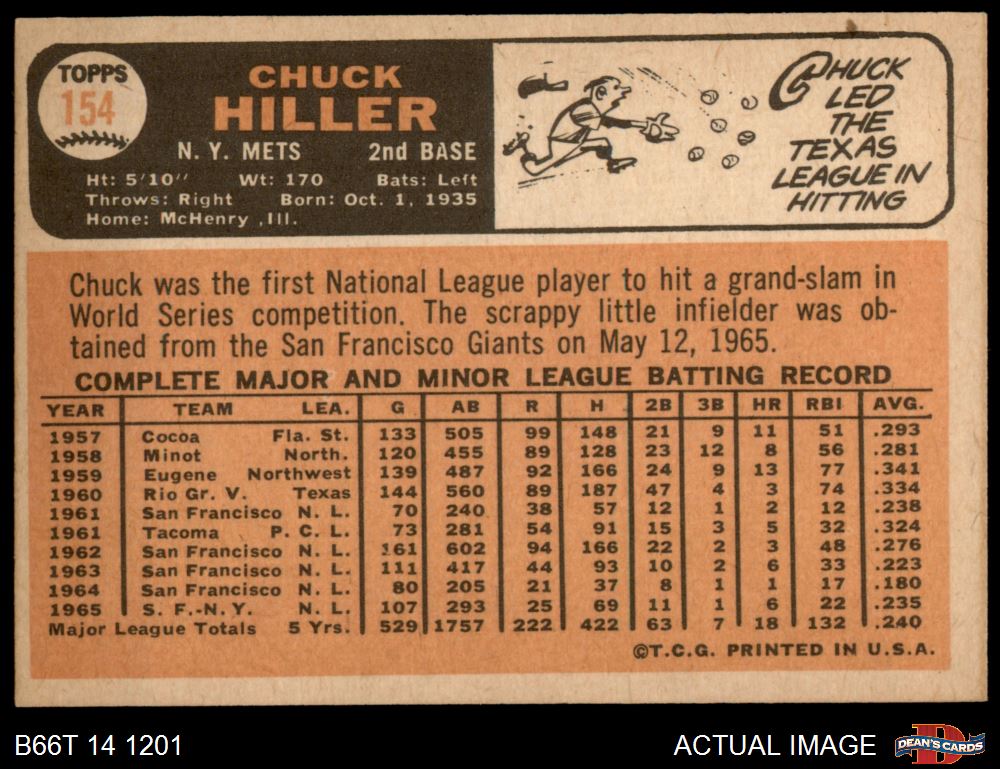 TOPPS
154
CHUCK
HILLER
N. Y. METS 2nd BASE
Ht: 5'10" Wt: 170 Bats: Left
Throws: Right Born: Oct. 1, 1935
Home: McHenry ,Ill.
CHUCK
LED
THE
TEXAS
LEAGUE IN
HITTING
Chuck was the first National League player to hit a grand-slam in
World Series competition. The scrappy little infielder was ob-
tained from the San Francisco Giants on May 12, 1965.
COMPLETE MAJOR AND MINOR LEAGUE BATTING RECORD
YEAR TEAM LEA. G AB R H 2B 3B HR RBI AVG.
1957 Cocoa Fla. St. 133 505 99 148 21 9 11 51 .293
1958 Minot North. 120 455 89 128 23 12 8 56 .281
1959 Eugene Northwest 139 487 92 166 24 9 13 77 .341
1960 Rio Gr. V. Texas 144 560 89 187 47 4 3 74 .334
1961 San Francisco N. L. 70 240 38 57 12 1 2 12 .238
1961 Tacoma P. C. L. 73 281 54 91 15 3 5 32 .324
1962 San Francisco N. L. 161 602 94 166 22 2 3 48 .276
1963 San Francisco N. L. 111 417 44 93 10 2 6 33 .223
1964 San Francisco N. L. 80 205 21 37 8 1 1 17 .180
1965 S. F.-N. Y. N. L. 107 293 25 69 11 1 6 22 .235
Major League Totals 5 Yrs. 529 1757 222 422 63 7 18 132 .240
©T.C.G. PRINTED IN U.S.A.
B66T 14 1201 ACTUAL IMAGE
D
DEAN'S CARDS